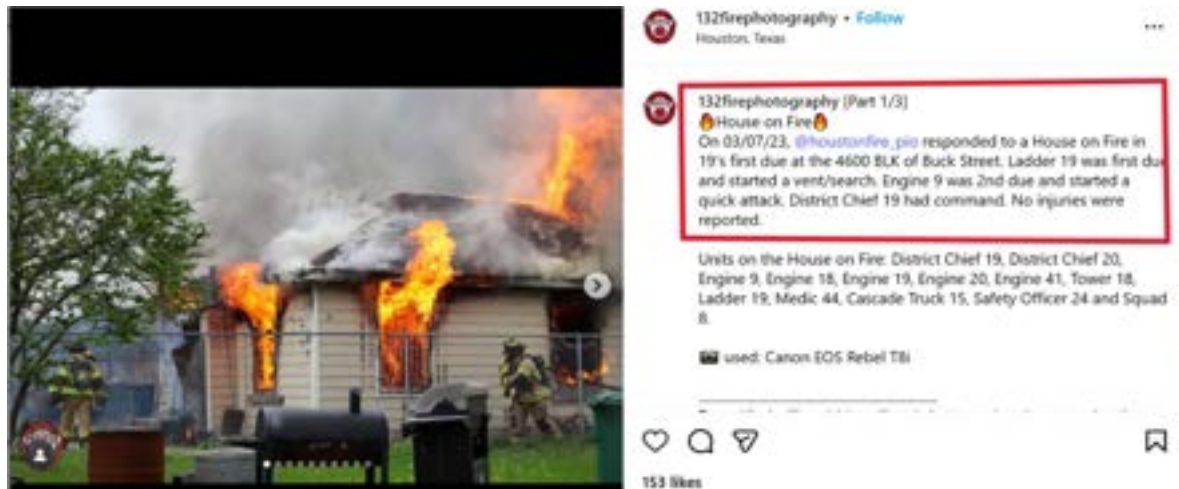 132firephotography • Follow
Houston, Texas
132firephotography [Part 1/3]
🔥House on Fire🔥
On 03/07/23, @houstonfire_pio responded to a House on Fire in
19's first due at the 4600 BLK of Buck Street. Ladder 19 was first due
and started a vent/search. Engine 9 was 2nd due and started a
quick attack. District Chief 19 had command. No injuries were
reported.
Units on the House on Fire: District Chief 19, District Chief 20,
Engine 9, Engine 18, Engine 19, Engine 20, Engine 41, Tower 18,
Ladder 19, Medic 44, Cascade Truck 15, Safety Officer 24 and Squad
8.
📷 used: Canon EOS Rebel T8i
153 likes